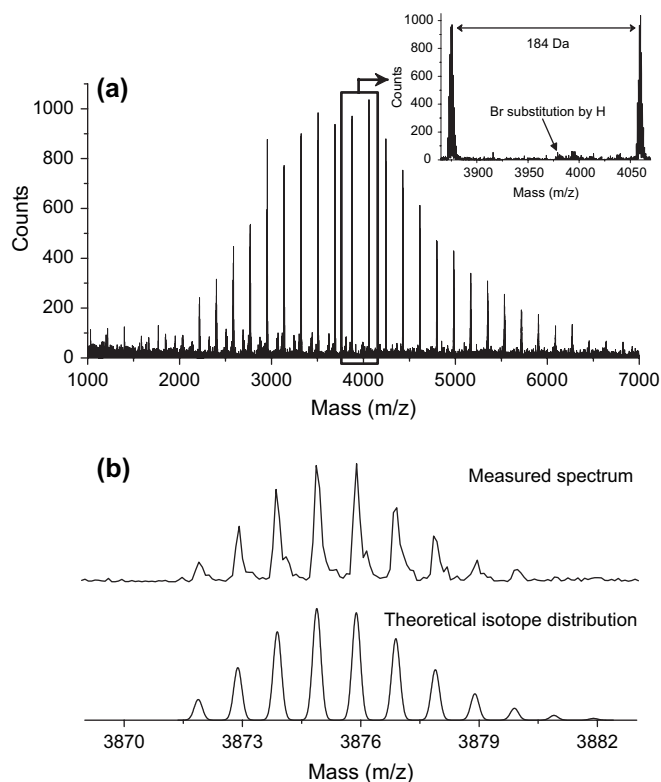 (a)
Counts
1000
800
600
400
200
0
1000 2000 3000 4000 5000 6000 7000
Mass (m/z)
Counts
1000
800
600
400
200
0
184 Da
Br substitution by H
3900 3950 4000 4050
Mass (m/z)
(b)
Measured spectrum
Theoretical isotope distribution
3870 3873 3876 3879 3882
Mass (m/z)